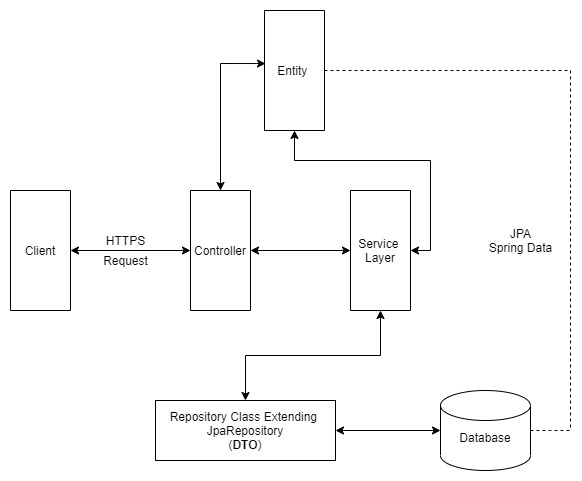 Entity
Client
HTTPS
Request
Controller
Service
Layer
JPA
Spring Data
Repository Class Extending
JpaRepository
(DTO)
Database